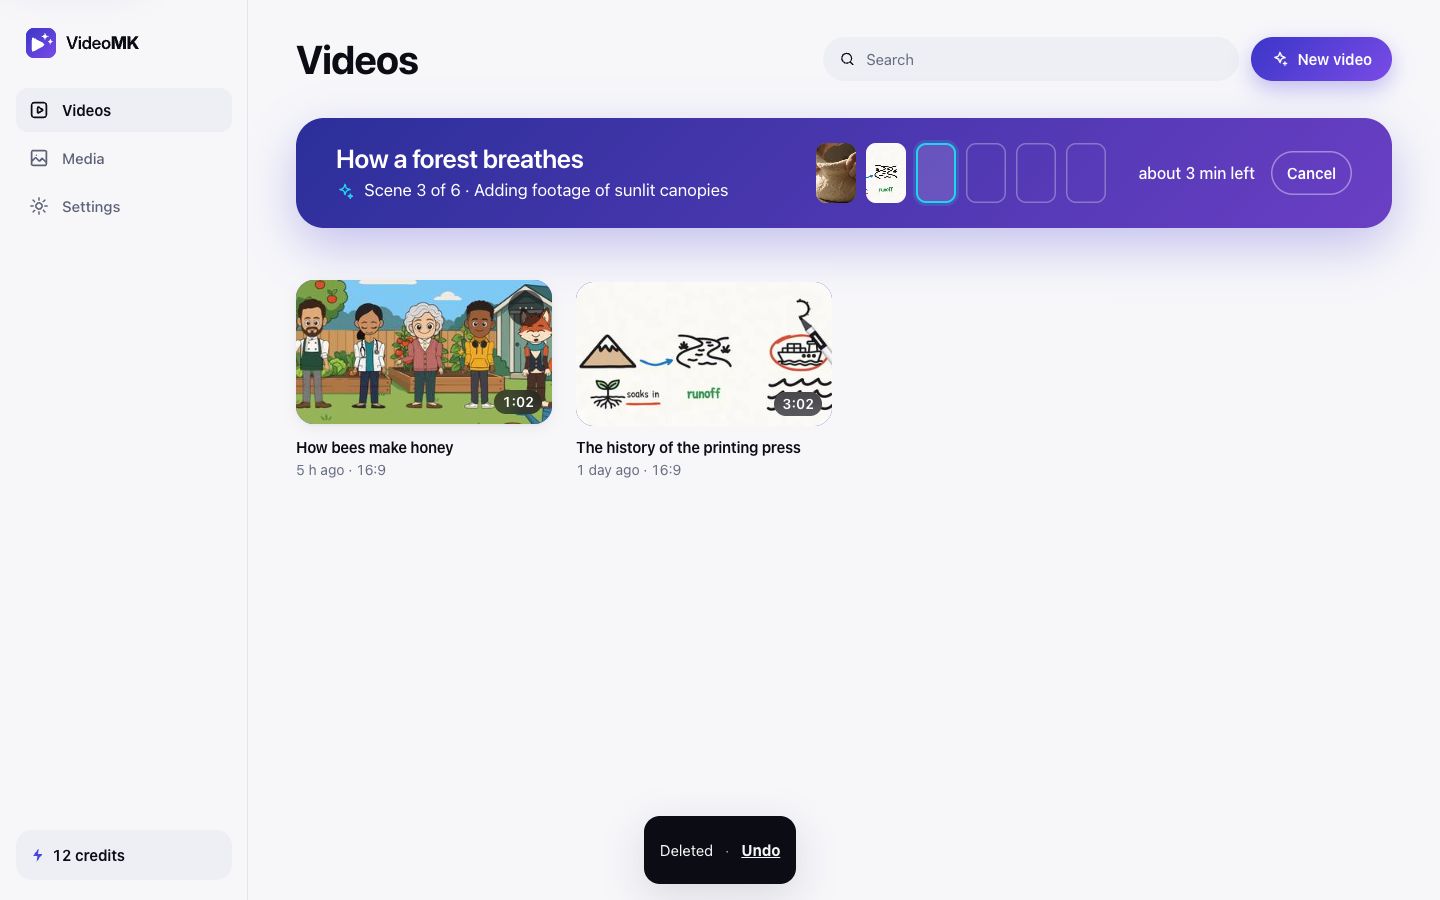 VideoMK
Videos
Media
Settings
12 credits
Videos
Search
New video
How a forest breathes
Scene 3 of 6 · Adding footage of sunlit canopies
runoff
about 3 min left
Cancel
1:02
How bees make honey
5 h ago · 16:9
soaks in
runoff
3:02
The history of the printing press
1 day ago · 16:9
Deleted · Undo